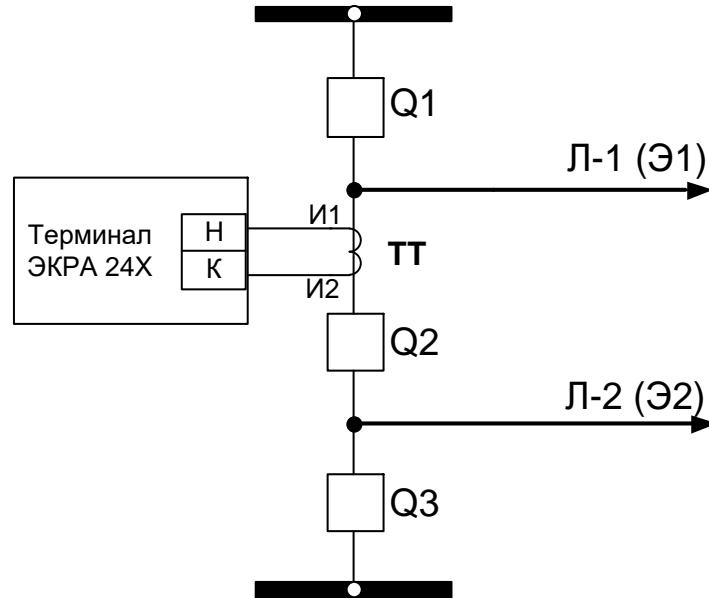 Q1
Л-1 (Э1)
И1
Терминал
ЭКРА 24Х
Н
К
ТТ
И2
Q2
Л-2 (Э2)
Q3